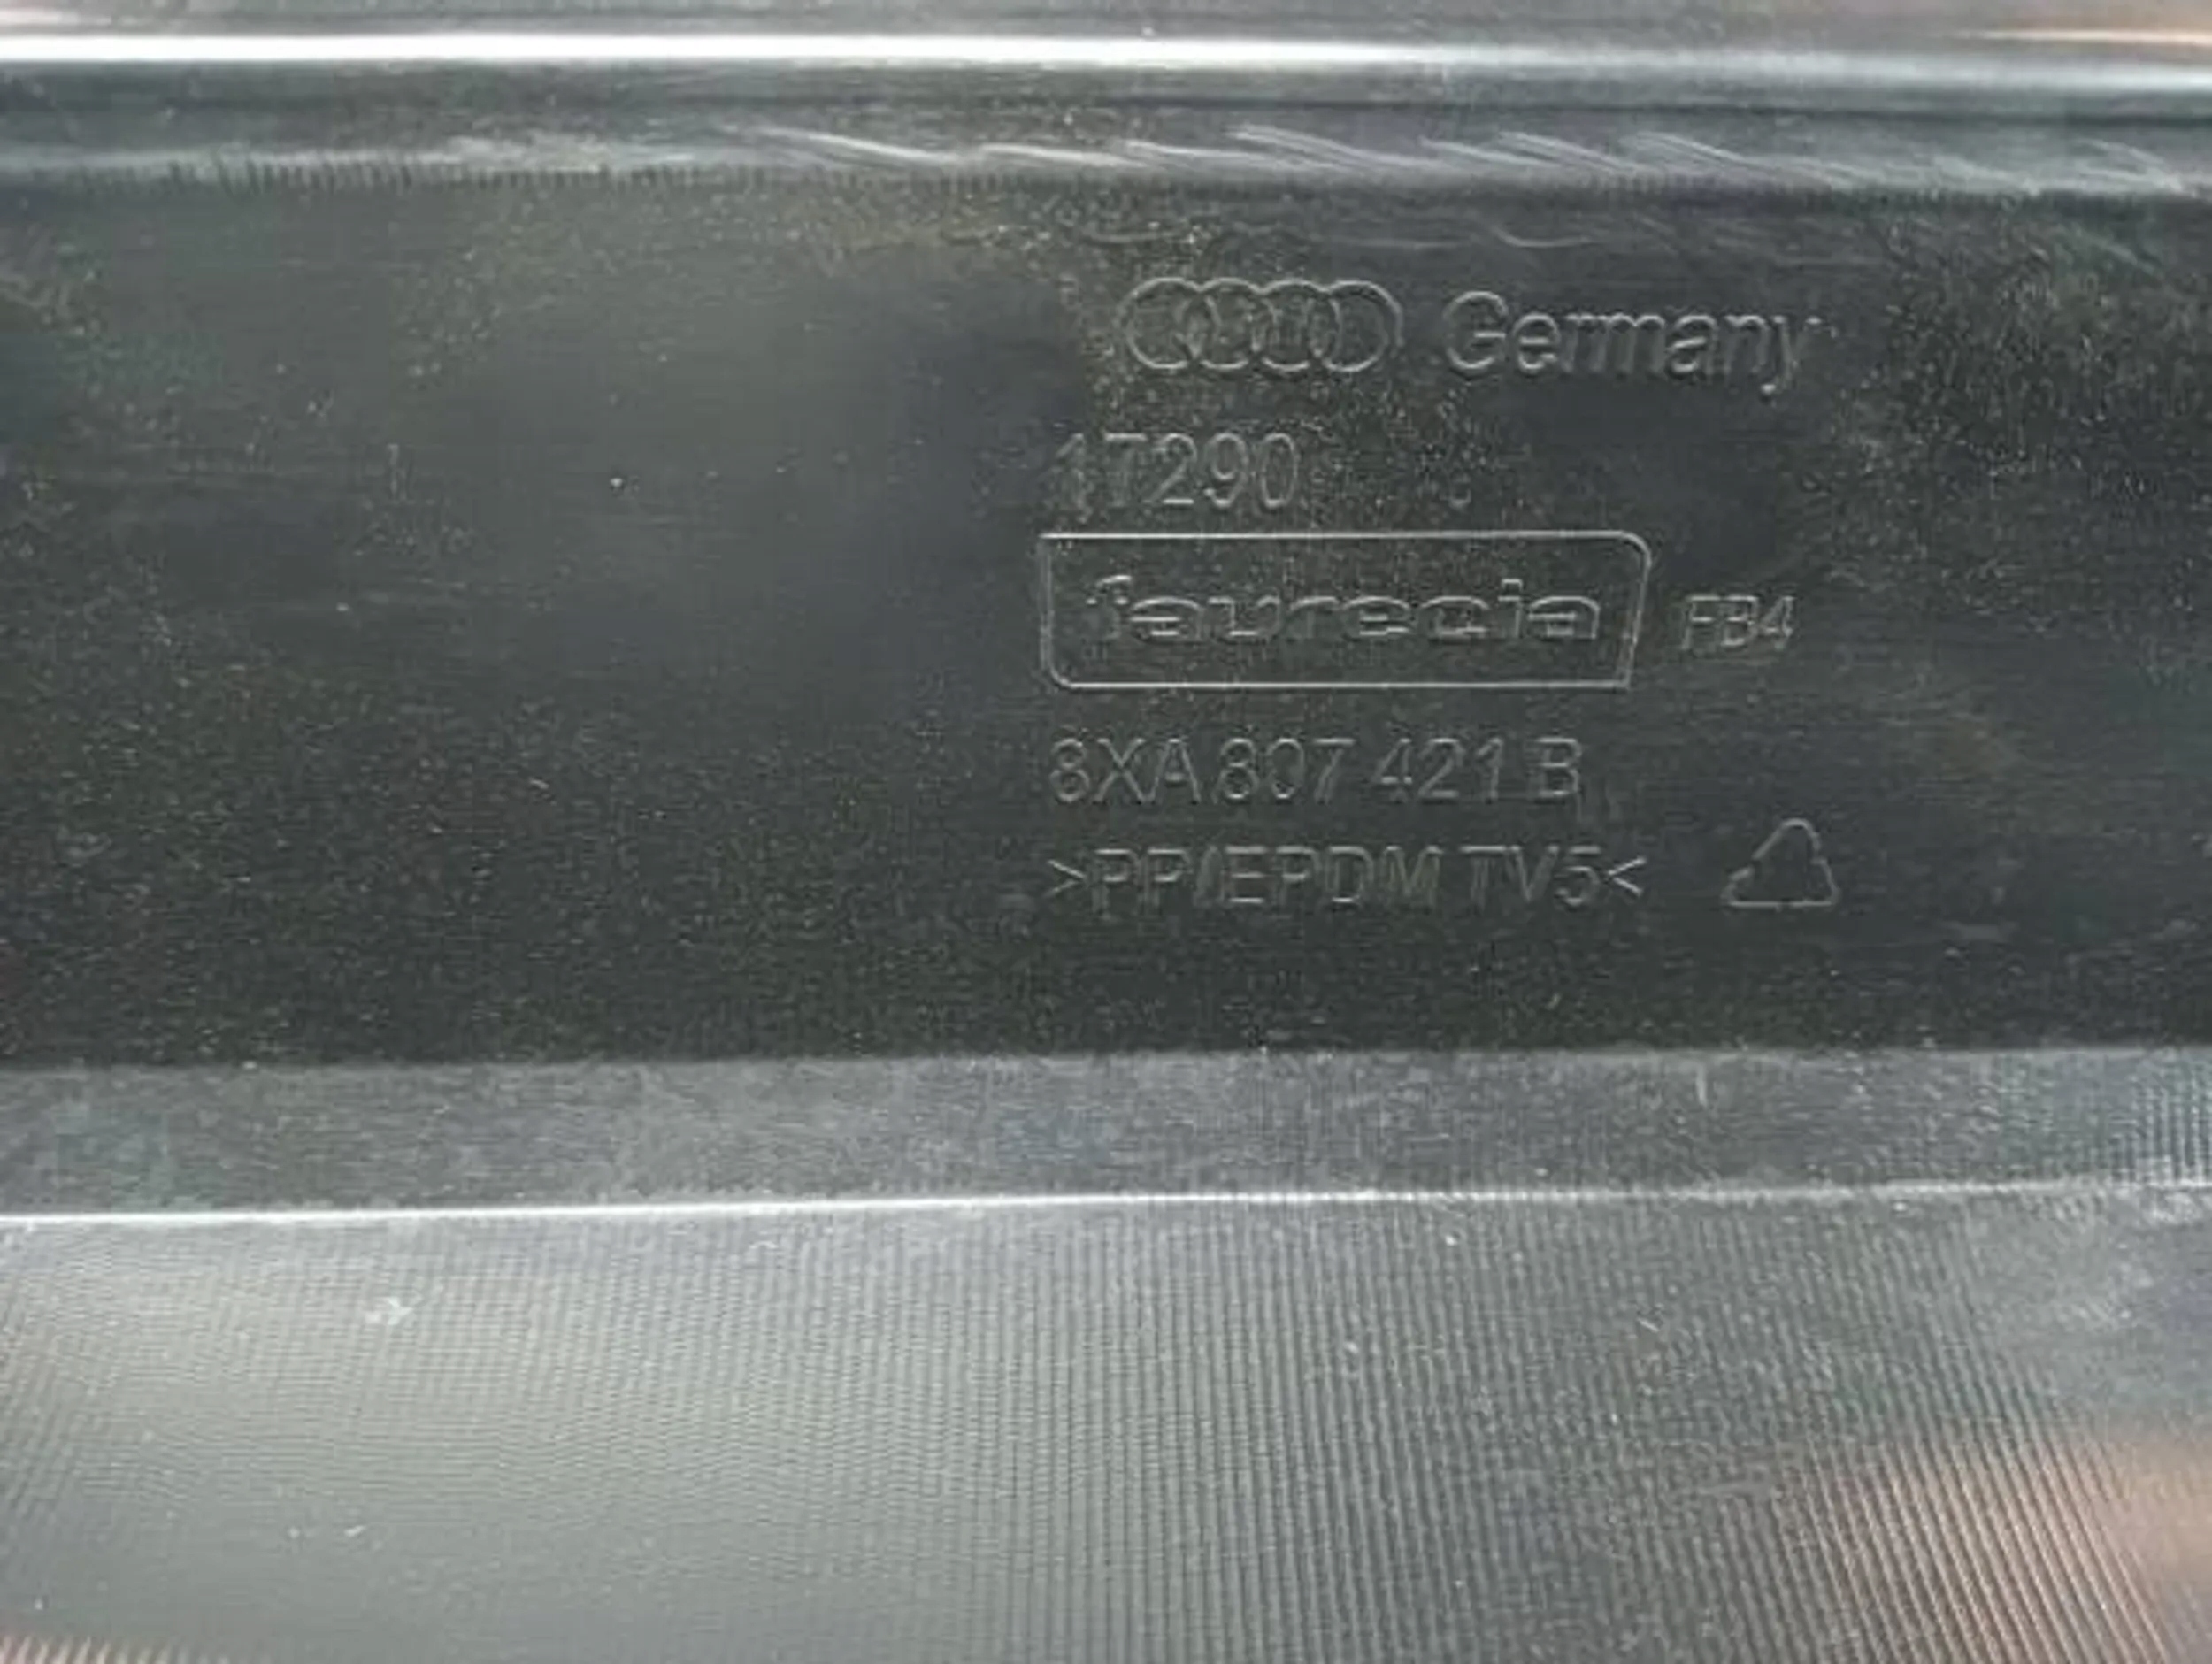 Germany
17290
faurecia FB4
8XA 807 421 B
>PP/EPDM TV5<